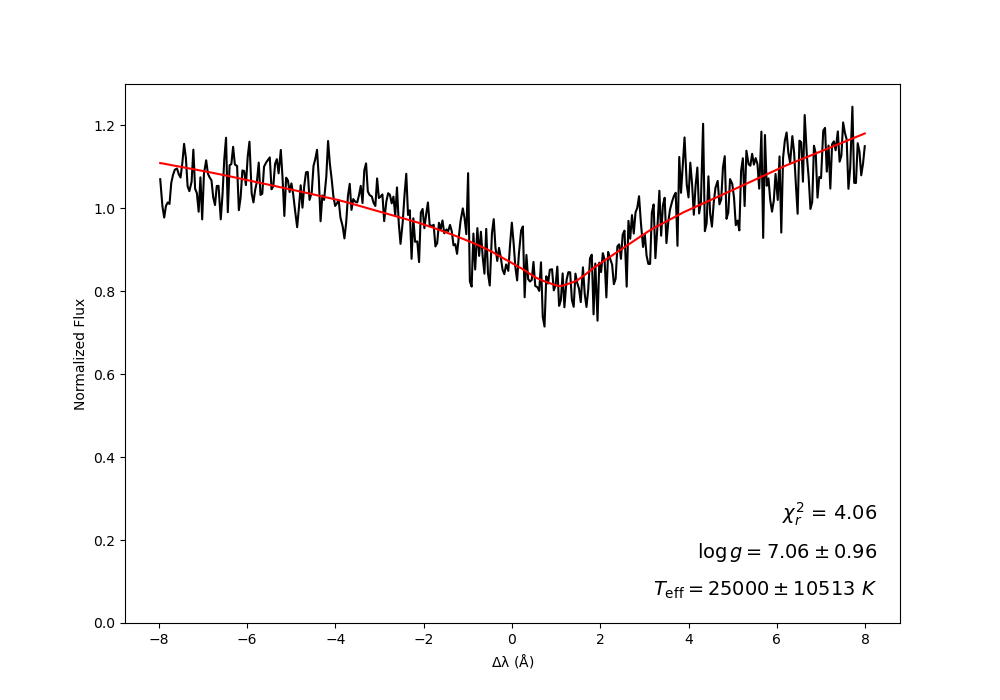 1.2
1.0
0.8
0.6
0.4
0.2
0.0
Normalized Flux
χ²ᵣ = 4.06
log g = 7.06 ± 0.96
T_eff = 25000 ± 10513 K
−8 −6 −4 −2 0 2 4 6 8
Δλ (Å)